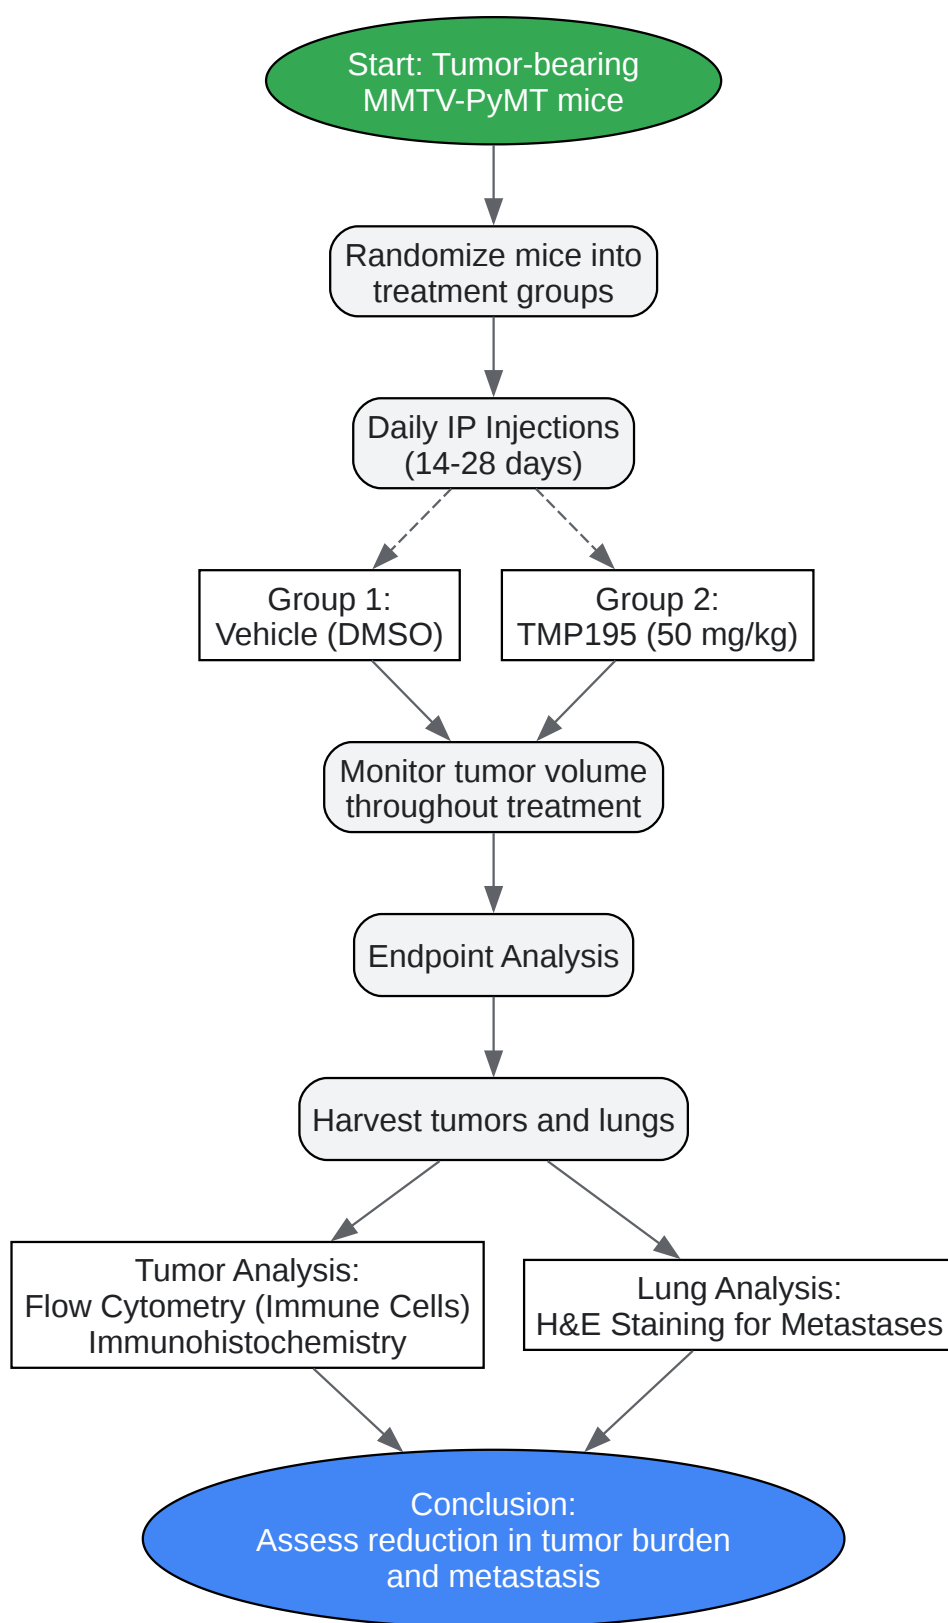 Start: Tumor-bearing
MMTV-PyMT mice
Randomize mice into
treatment groups
Daily IP Injections
(14-28 days)
Group 1:
Vehicle (DMSO)
Group 2:
TMP195 (50 mg/kg)
Monitor tumor volume
throughout treatment
Endpoint Analysis
Harvest tumors and lungs
Tumor Analysis:
Flow Cytometry (Immune Cells)
Immunohistochemistry
Lung Analysis:
H&E Staining for Metastases
Conclusion:
Assess reduction in tumor burden
and metastasis